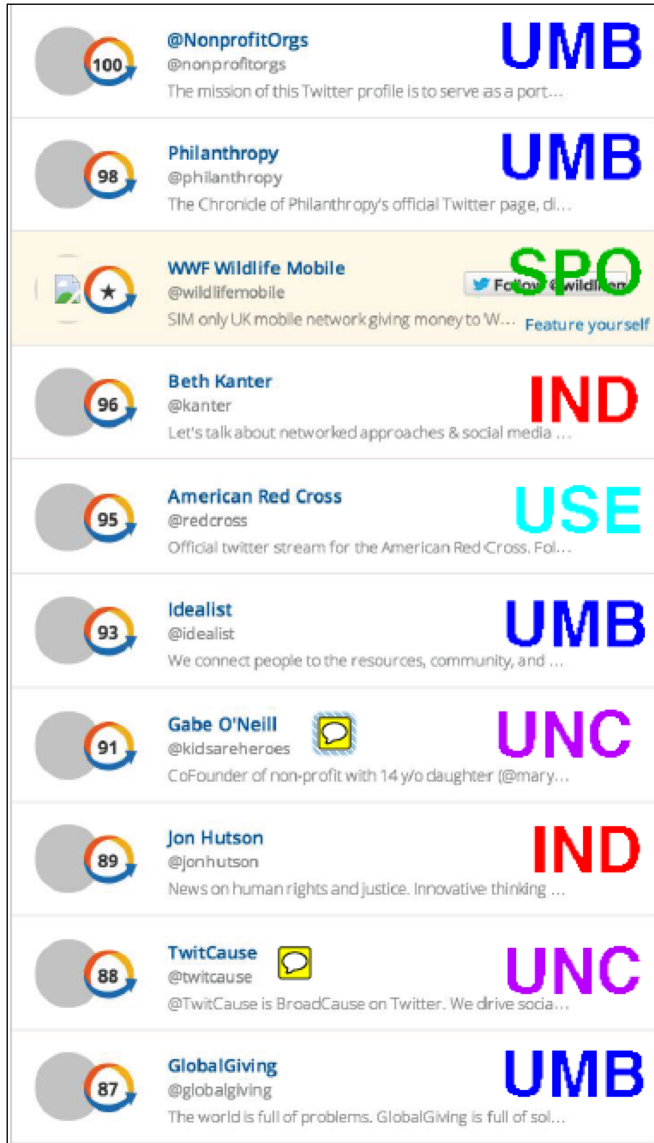 @NonprofitOrgs
UMB
100
@nonprofitorgs
The mission of this Twitter profile is to serve as a port...
Philanthropy
UMB
98
@philanthropy
The Chronicle of Philanthropy's official Twitter page, di...
WWF Wildlife Mobile
SPO
@wildlifemobile
Follow @wildlifem
SIM only UK mobile network giving money to 'W...
Feature yourself
Beth Kanter
IND
96
@kanter
Let's talk about networked approaches & social media ...
American Red Cross
USE
95
@redcross
Official twitter stream for the American Red Cross. Fol...
Idealist
UMB
93
@idealist
We connect people to the resources, community, and ...
Gabe O'Neill
UNC
91
@kidsareheroes
CoFounder of non-profit with 14 y/o daughter (@mary...
Jon Hutson
IND
89
@jonhutson
News on human rights and justice. Innovative thinking ...
TwitCause
UNC
88
@twitcause
@TwitCause is BroadCause on Twitter. We drive socia...
GlobalGiving
UMB
87
@globalgiving
The world is full of problems. GlobalGiving is full of sol...